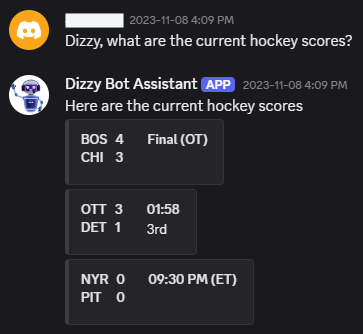 2023-11-08 4:09 PM
Dizzy, what are the current hockey scores?
Dizzy Bot Assistant APP 2023-11-08 4:09 PM
Here are the current hockey scores
BOS 4 Final (OT)
CHI 3
OTT 3 01:58
DET 1 3rd
NYR 0 09:30 PM (ET)
PIT 0